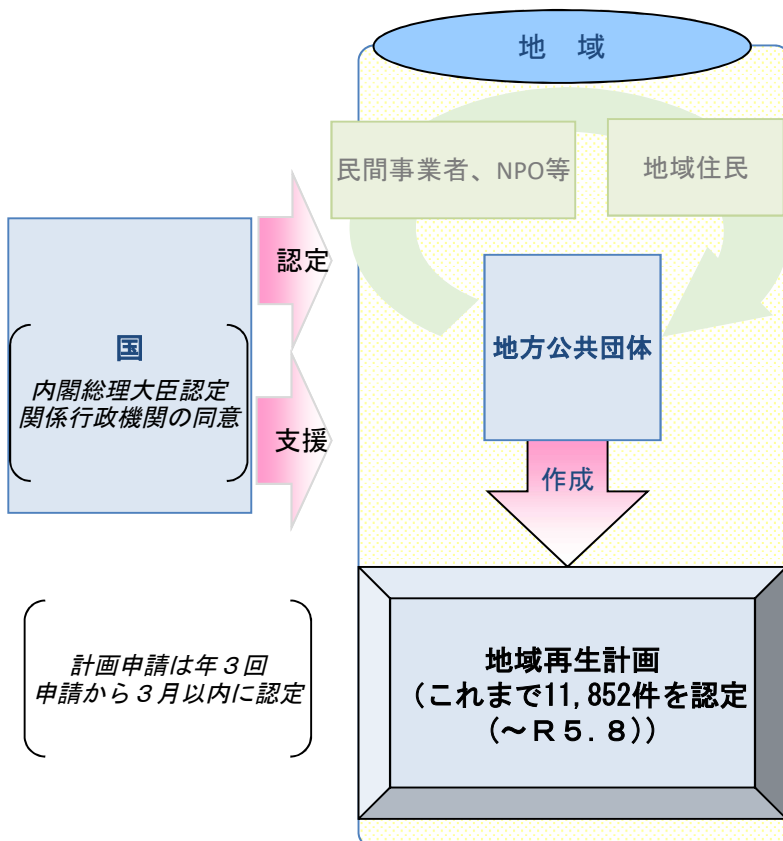 地　域
民間事業者、NPO等
地域住民
認定
国
内閣総理大臣認定
関係行政機関の同意
地方公共団体
支援
作成
計画申請は年３回
申請から３月以内に認定
地域再生計画
（これまで11,852件を認定
（～Ｒ５．８））